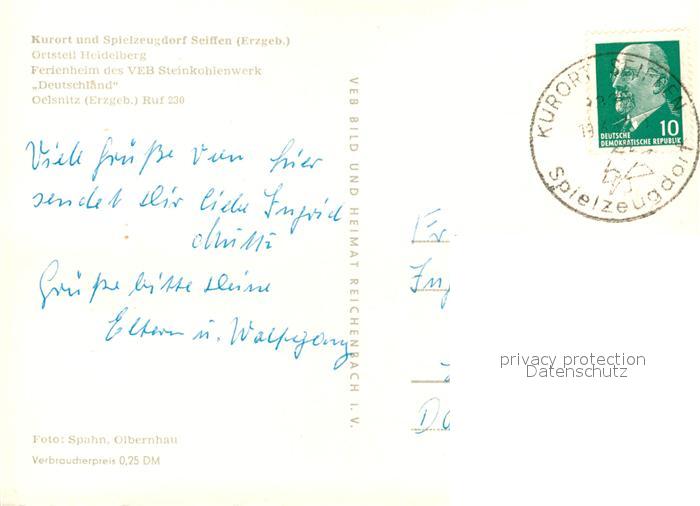 Kurort und Spielzeugdorf Seiffen (Erzgeb.)
Ortsteil Heidelberg
Ferienheim des VEB Steinkohlenwerk
„Deutschland“
Oelsnitz (Erzgeb.) Ruf 230
Viele Grüße von hier
sendet Dir liebe Ingrid
Mutti
Grüße bitte Deine
Eltern u. Wolfgang
Foto: Spahn, Olbernhau
Verbraucherpreis 0,25 DM
VEB BILD UND HEIMAT REICHENBACH I. V.
KURORT SEIFFEN
Spielzeugdorf
10
DEUTSCHE
DEMOKRATISCHE REPUBLIK
Fr.
privacy protection
Datenschutz